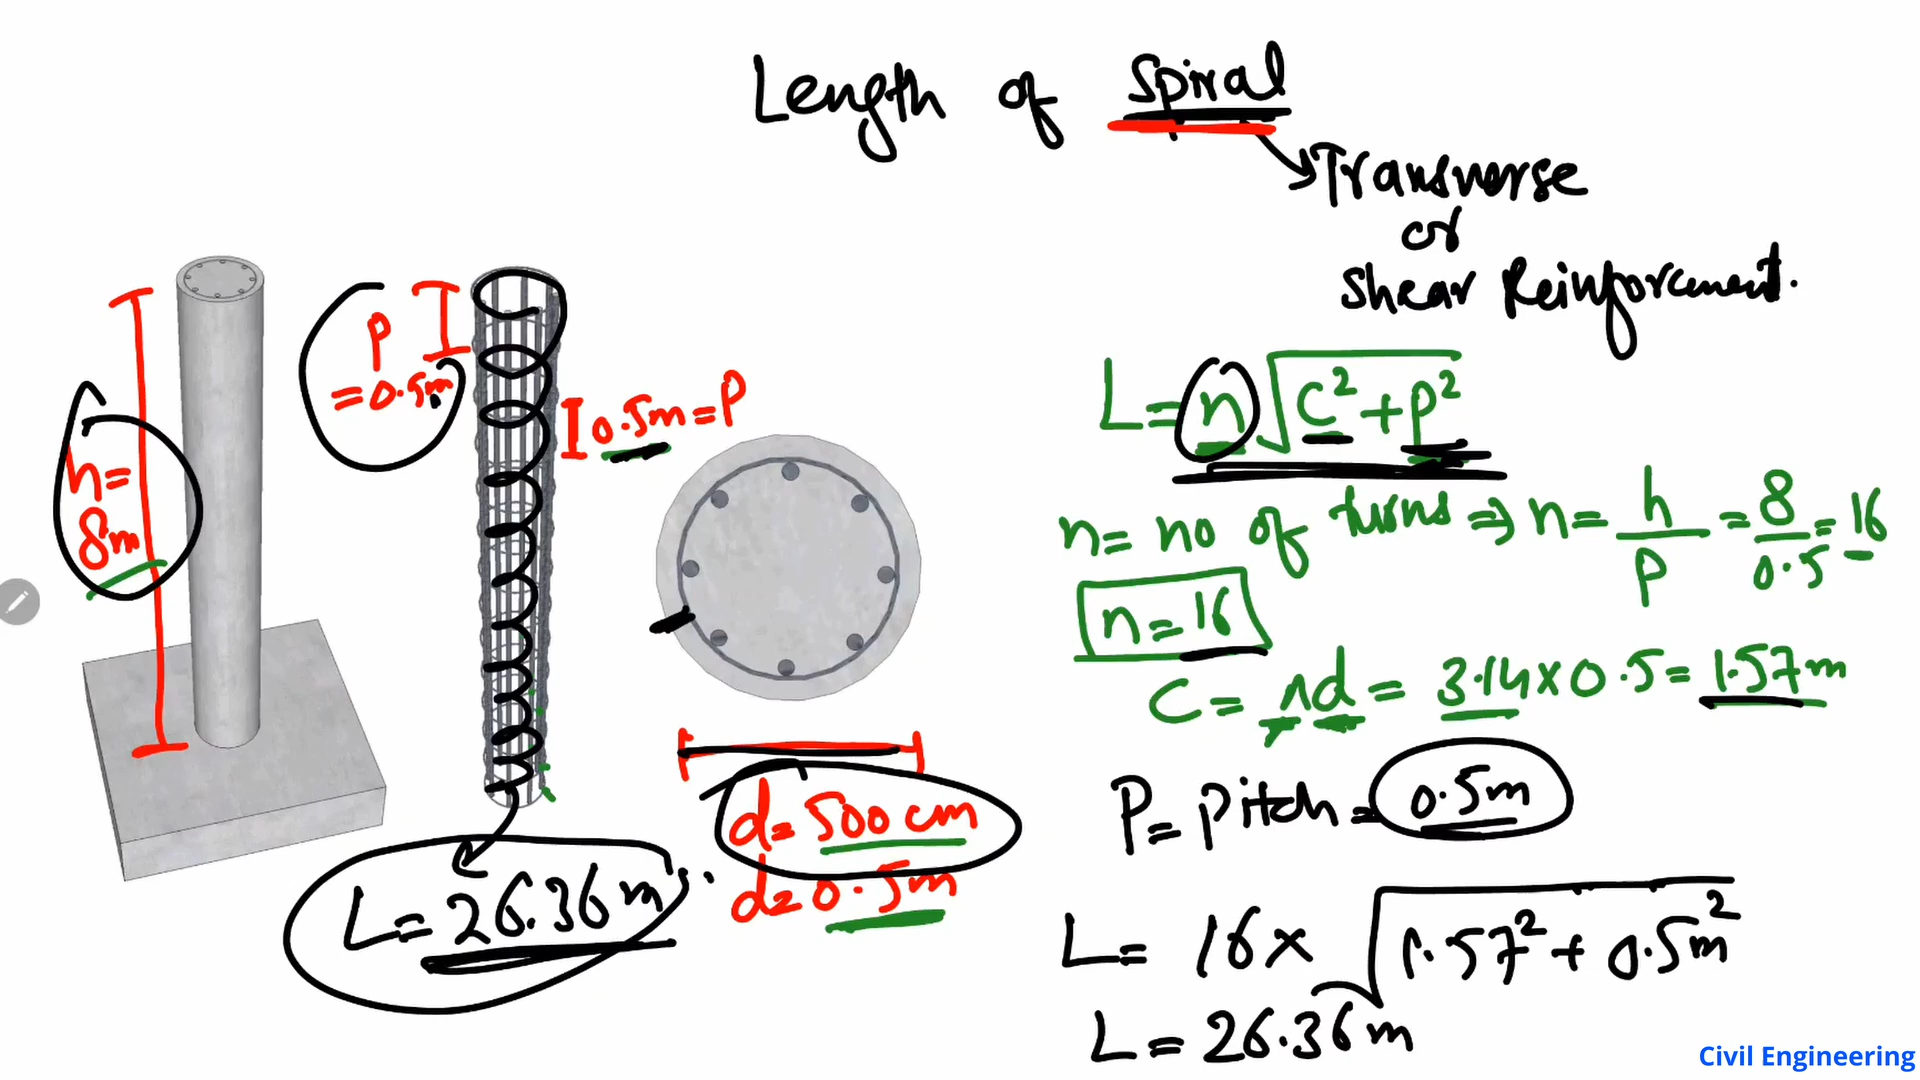 Length of Spiral
Transverse
or
Shear Reinforcement.
h=
8m
P
=0.5m
0.5m=P
d=500 cm
d=0.5m
L=26.36m
L=n√C²+P²
n=no of turns⇒n=h/P=8/0.5=16
n=16
C=πd=3.14×0.5=1.57m
P=Pitch=0.5m
L=16×√1.57²+0.5m²
L=26.36m
Civil Engineering